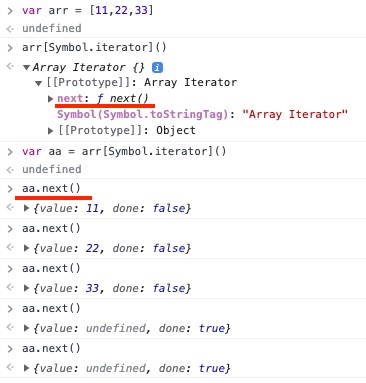 var arr = [11,22,33]
undefined
arr[Symbol.iterator]()
Array Iterator {} i
[[Prototype]]: Array Iterator
next: ƒ next()
Symbol(Symbol.toStringTag): "Array Iterator"
[[Prototype]]: Object
var aa = arr[Symbol.iterator]()
undefined
aa.next()
{value: 11, done: false}
aa.next()
{value: 22, done: false}
aa.next()
{value: 33, done: false}
aa.next()
{value: undefined, done: true}
aa.next()
{value: undefined, done: true}